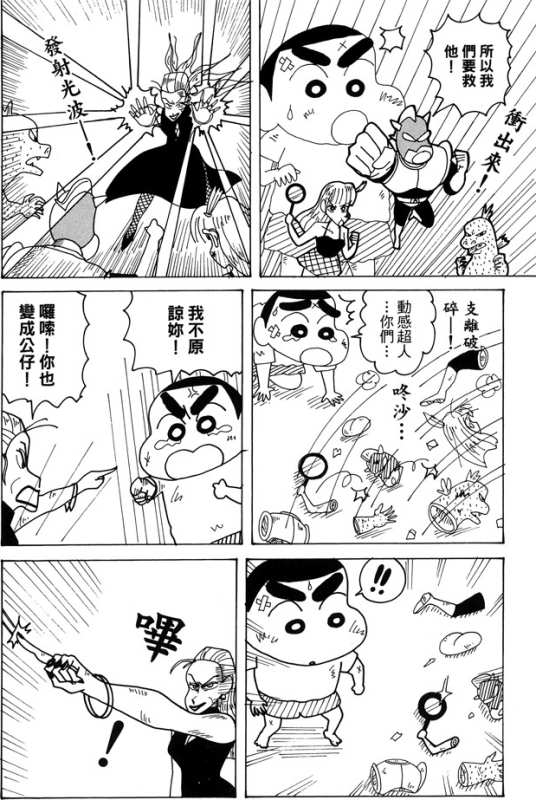 所以我
們要救
他！
衝出來！
發射光波—！
支離破
碎—！
動感超人
…你們…
咚沙…
我不原
諒妳！
囉嗦！你也
變成公仔！
!!
嗶！